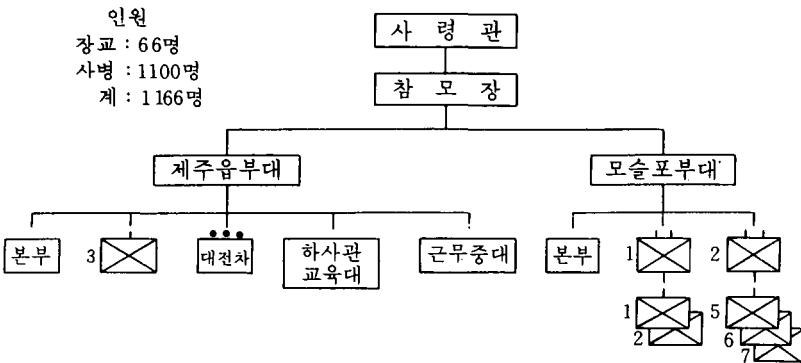 인원
장교 : 66명
사병 : 1100명
계 : 1166명
사 령 관
참 모 장
제주읍부대
모슬포부대
본부
3
대전차
하사관
교육대
근무중대
본부
1
2
1
2
5
6
7